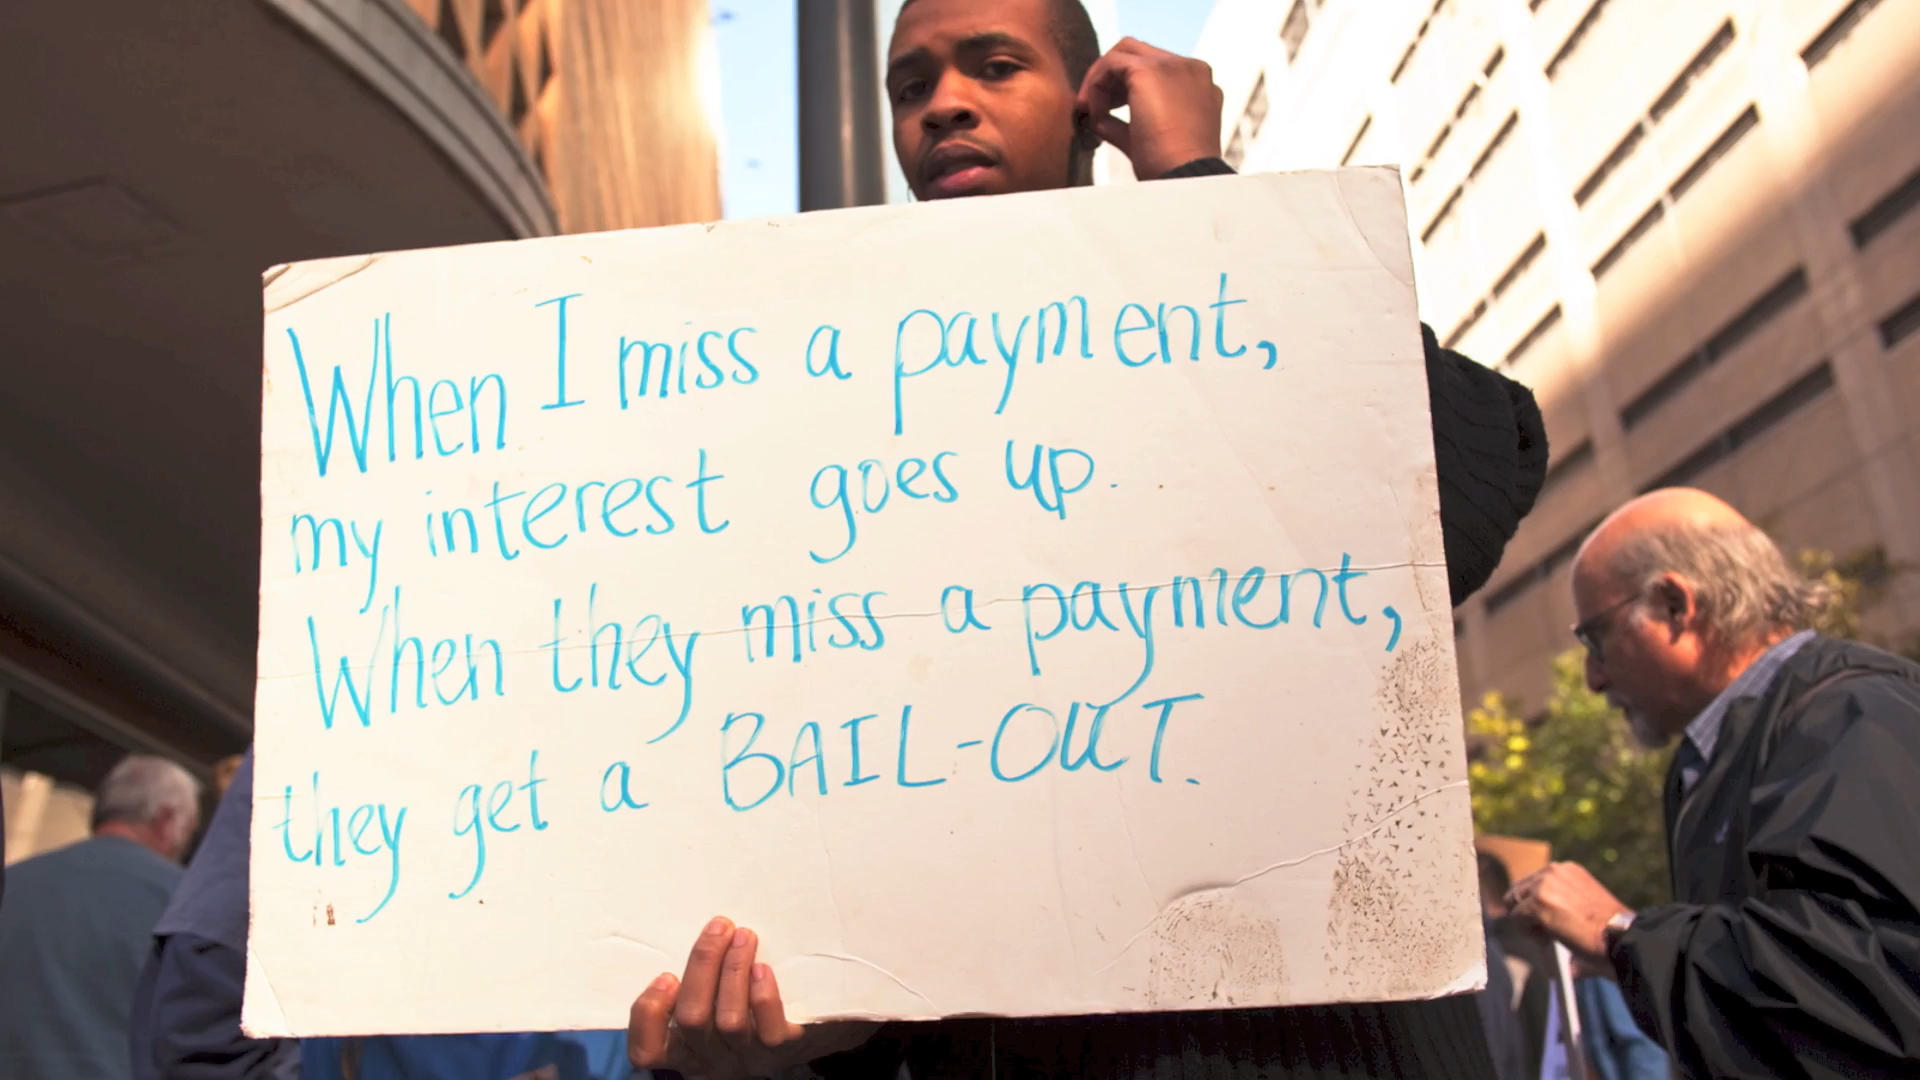 When I miss a payment,
my interest goes up.
When they miss a payment,
they get a BAIL-OUT.